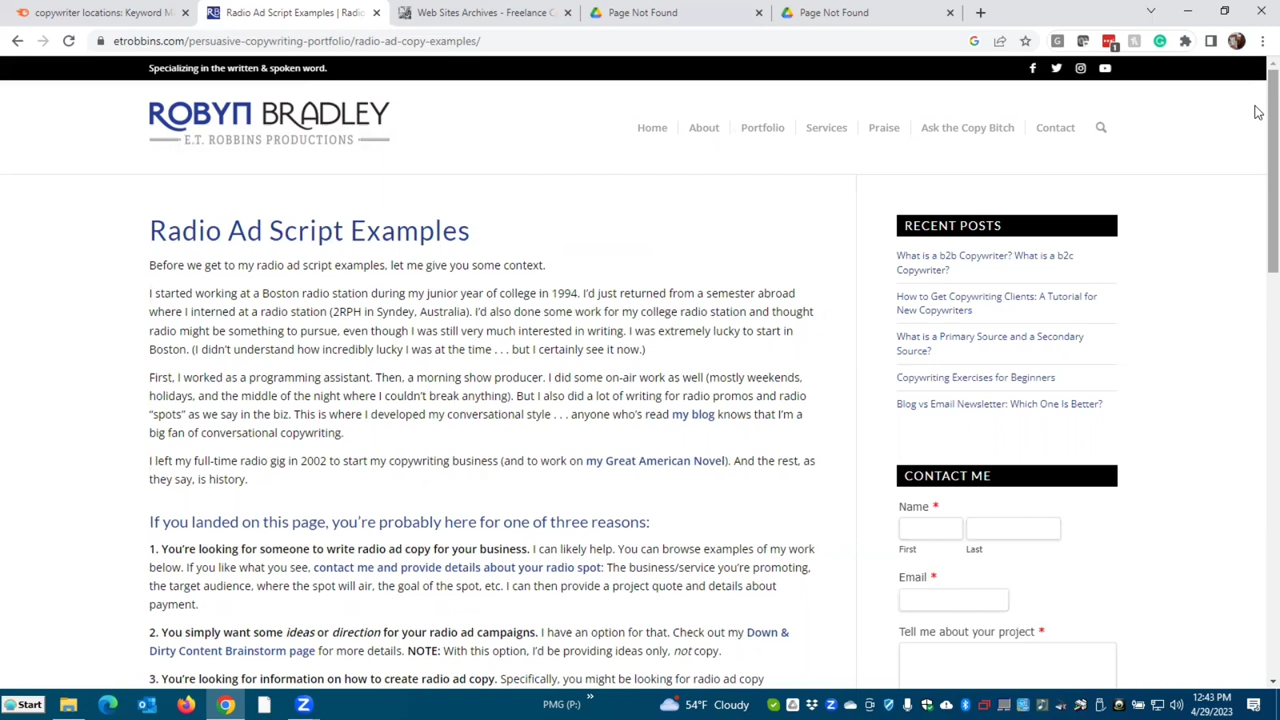 copywriter locations: Keyword M
Radio Ad Script Examples | Radio
Web Sites Archives - Freelance C
Page Not Found
Page Not Found
etrobbins.com/persuasive-copywriting-portfolio/radio-ad-copy-examples/
Specializing in the written & spoken word.
ROBYN BRADLEY
E.T. ROBBINS PRODUCTIONS
Home
About
Portfolio
Services
Praise
Ask the Copy Bitch
Contact
Radio Ad Script Examples
Before we get to my radio ad script examples, let me give you some context.
I started working at a Boston radio station during my junior year of college in 1994. I'd just returned from a semester abroad
where I interned at a radio station (2RPH in Syndey, Australia). I'd also done some work for my college radio station and thought
radio might be something to pursue, even though I was still very much interested in writing. I was extremely lucky to start in
Boston. (I didn't understand how incredibly lucky I was at the time . . . but I certainly see it now.)
First, I worked as a programming assistant. Then, a morning show producer. I did some on-air work as well (mostly weekends,
holidays, and the middle of the night where I couldn't break anything). But I also did a lot of writing for radio promos and radio
“spots” as we say in the biz. This is where I developed my conversational style . . . anyone who's read my blog knows that I'm a
big fan of conversational copywriting.
I left my full-time radio gig in 2002 to start my copywriting business (and to work on my Great American Novel). And the rest, as
they say, is history.
If you landed on this page, you're probably here for one of three reasons:
1. You're looking for someone to write radio ad copy for your business. I can likely help. You can browse examples of my work
below. If you like what you see, contact me and provide details about your radio spot: The business/service you're promoting,
the target audience, where the spot will air, the goal of the spot, etc. I can then provide a project quote and details about
payment.
2. You simply want some ideas or direction for your radio ad campaigns. I have an option for that. Check out my Down &
Dirty Content Brainstorm page for more details. NOTE: With this option, I'd be providing ideas only, not copy.
3. You're looking for information on how to create radio ad copy. Specifically, you might be looking for radio ad copy
RECENT POSTS
What is a b2b Copywriter? What is a b2c
Copywriter?
How to Get Copywriting Clients: A Tutorial for
New Copywriters
What is a Primary Source and a Secondary
Source?
Copywriting Exercises for Beginners
Blog vs Email Newsletter: Which One Is Better?
CONTACT ME
Name *
First
Last
Email *
Tell me about your project *
Start
PMG (P:)
»
54°F Cloudy
12:43 PM
4/29/2023